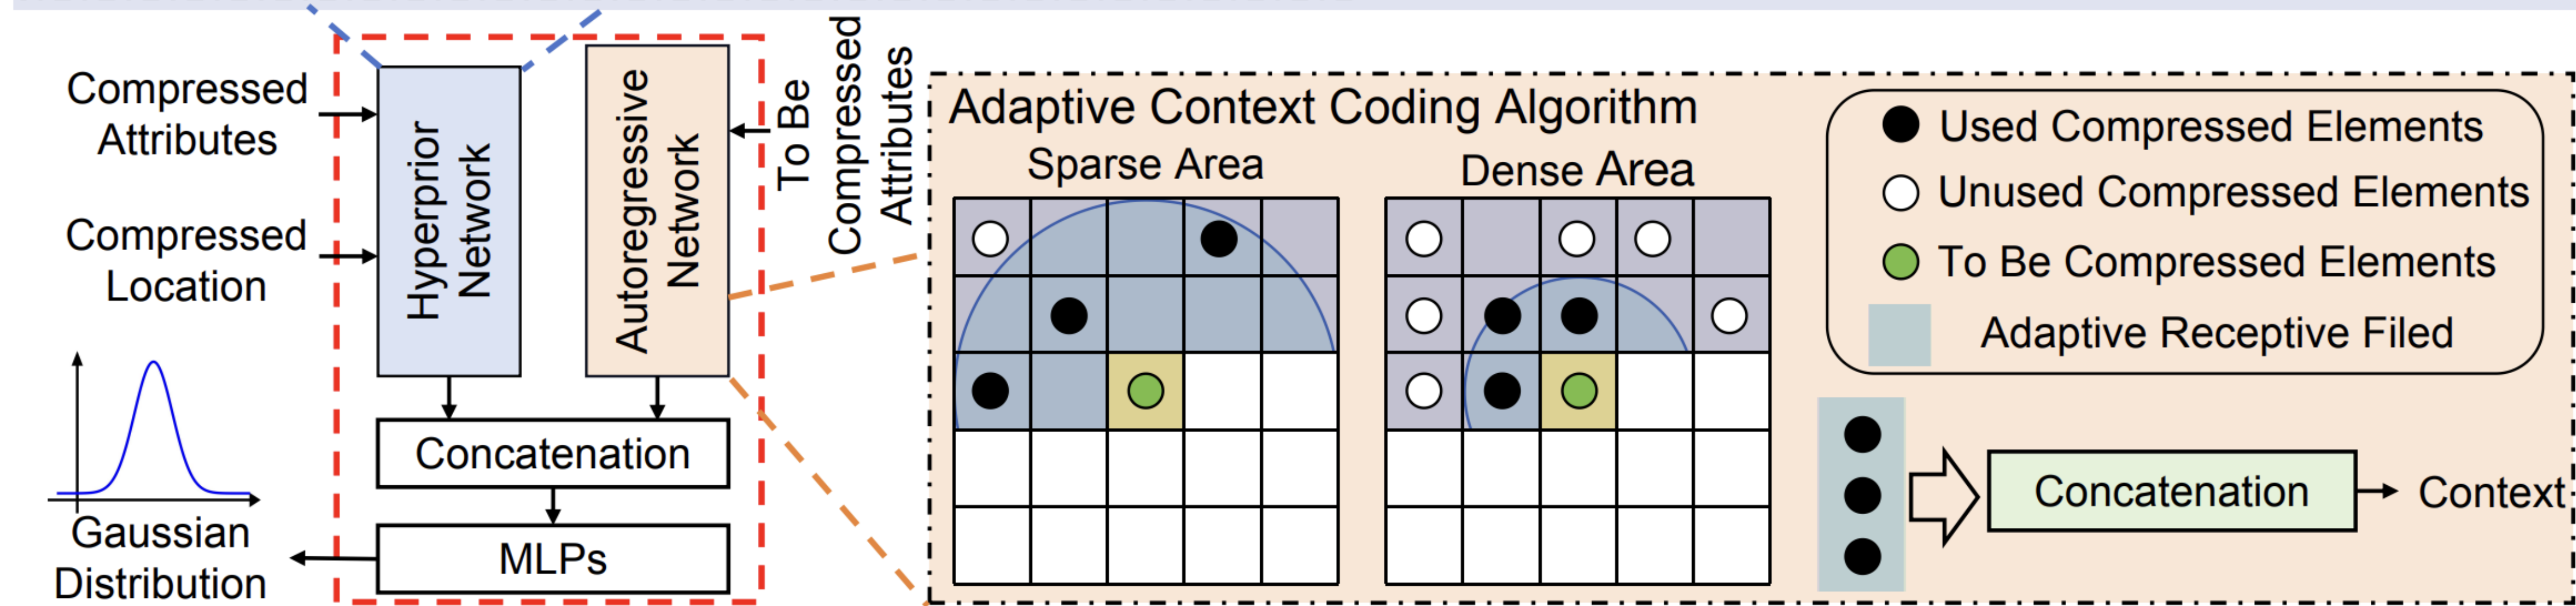 Compressed
Attributes
Compressed
Location
Hyperprior
Network
Autoregressive
Network
To Be
Compressed
Attributes
Concatenation
MLPs
Gaussian
Distribution
Adaptive Context Coding Algorithm
Sparse Area
Dense Area
Used Compressed Elements
Unused Compressed Elements
To Be Compressed Elements
Adaptive Receptive Filed
Concatenation
Context